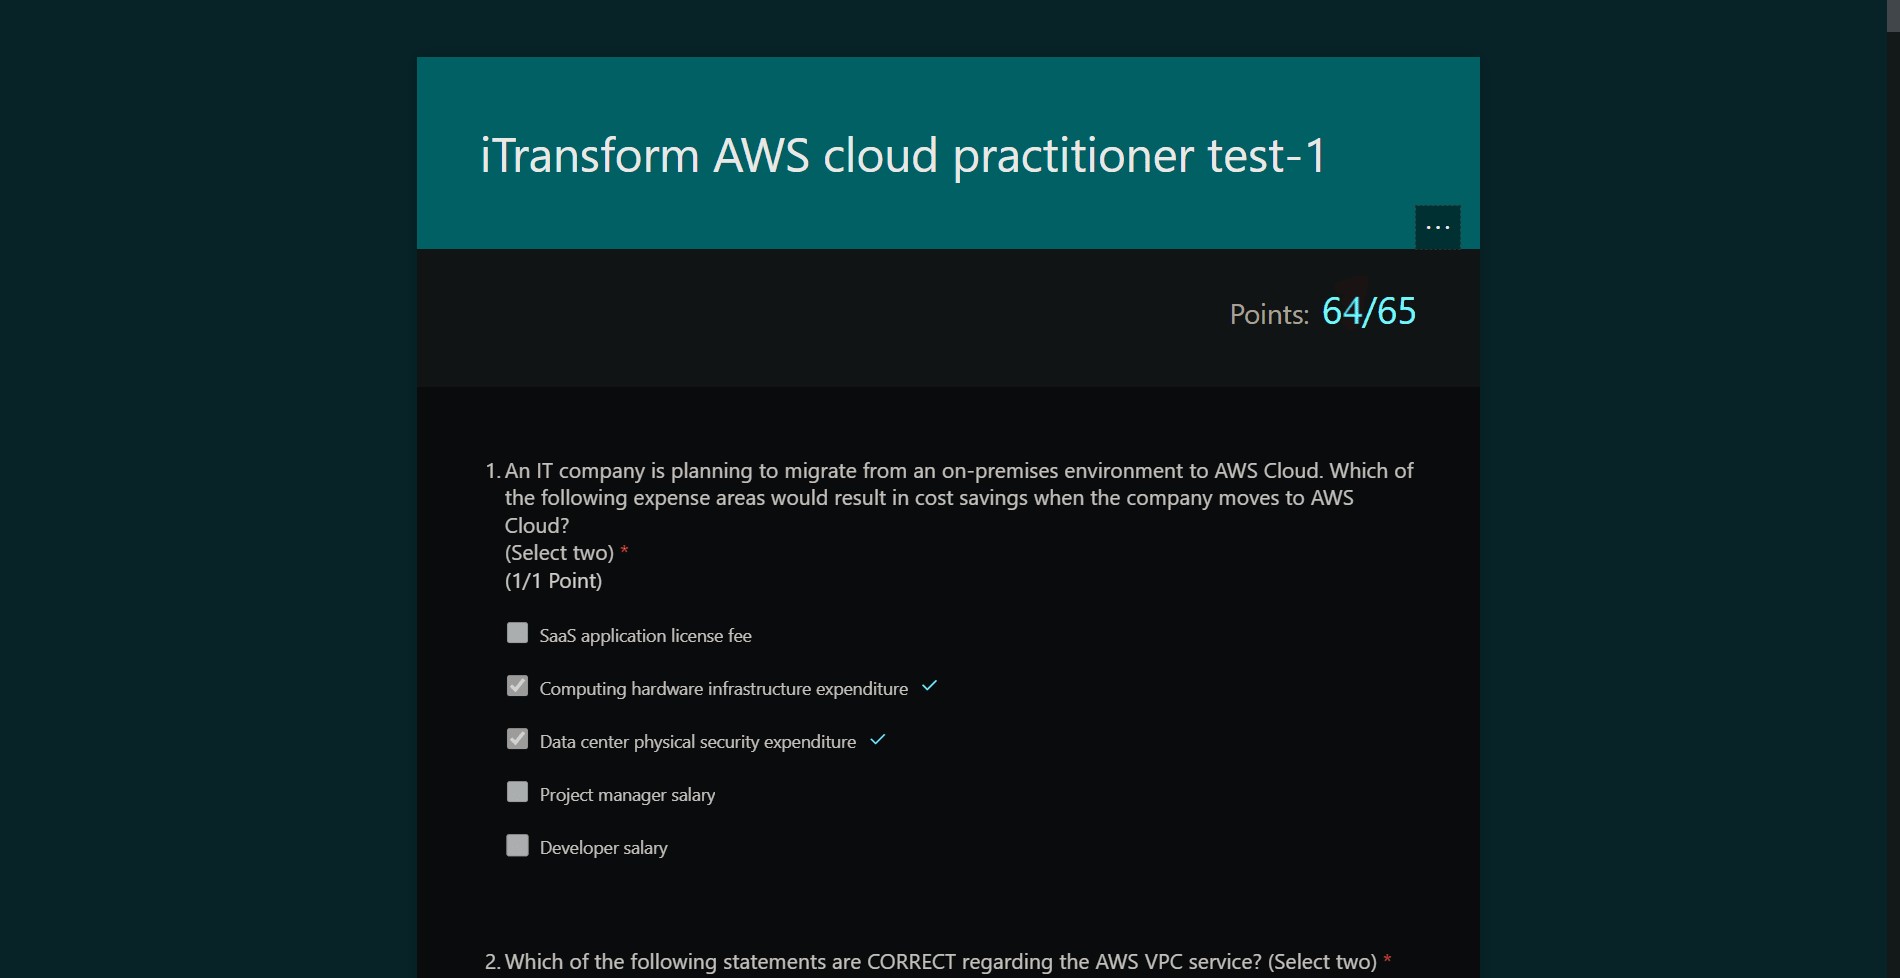 iTransform AWS cloud practitioner test-1
...
Points: 64/65
1. An IT company is planning to migrate from an on-premises environment to AWS Cloud. Which of
the following expense areas would result in cost savings when the company moves to AWS
Cloud?
(Select two) *
(1/1 Point)
SaaS application license fee
Computing hardware infrastructure expenditure
Data center physical security expenditure
Project manager salary
Developer salary
2. Which of the following statements are CORRECT regarding the AWS VPC service? (Select two) *